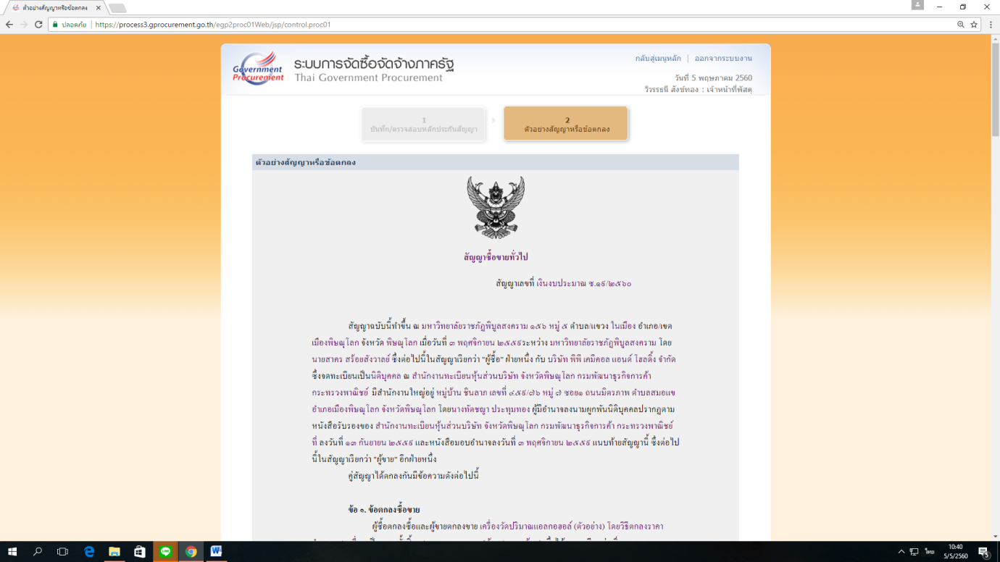 ตัวอย่างสัญญาหรือข้อตกลง
ปลอดภัย https://process3.gprocurement.go.th/egp2proc01Web/jsp/control.proc01
Government Procurement
ระบบการจัดซื้อจัดจ้างภาครัฐ
Thai Government Procurement
กลับสู่เมนูหลัก | ออกจากระบบงาน
วันที่ 5 พฤษภาคม 2560
วิวรรธนี สังข์ทอง : เจ้าหน้าที่พัสดุ
1
บันทึก/ตรวจสอบหลักประกันสัญญา
2
ตัวอย่างสัญญาหรือข้อตกลง
ตัวอย่างสัญญาหรือข้อตกลง
สัญญาซื้อขายทั่วไป
สัญญาเลขที่ เงินงบประมาณ ซ.๑๙/๒๕๖๐
สัญญาฉบับนี้ทำขึ้น ณ มหาวิทยาลัยราชภัฏพิบูลสงคราม ๑๕๖ หมู่ ๕ ตำบล/แขวง ในเมือง อำเภอ/เขต
เมืองพิษณุโลก จังหวัด พิษณุโลก เมื่อวันที่ ๓ พฤศจิกายน ๒๕๕๙ระหว่าง มหาวิทยาลัยราชภัฏพิบูลสงคราม โดย
นายสาคร สร้อยสังวาลย์ ซึ่งต่อไปนี้ในสัญญาเรียกว่า "ผู้ซื้อ" ฝ่ายหนึ่ง กับ บริษัท พีพี เคมีคอล แอนด์ โฮลดิ้ง จำกัด
ซึ่งจดทะเบียนเป็นนิติบุคคล ณ สำนักงานทะเบียนหุ้นส่วนบริษัท จังหวัดพิษณุโลก กรมพัฒนาธุรกิจการค้า
กระทรวงพาณิชย์ มีสำนักงานใหญ่อยู่ หมู่บ้าน ชินลาภ เลขที่ ๔๕๙/๗๖ หมู่ ๗ ซอย๑ ถนนมิตรภาพ ตำบลสมอแข
อำเภอเมืองพิษณุโลก จังหวัดพิษณุโลก โดยนางทัตชญา ประทุมทอง ผู้มีอำนาจลงนามผูกพันนิติบุคคลปรากฏตาม
หนังสือรับรองของ สำนักงานทะเบียนหุ้นส่วนบริษัท จังหวัดพิษณุโลก กรมพัฒนาธุรกิจการค้า กระทรวงพาณิชย์
ที่ ลงวันที่ ๑๓ กันยายน ๒๕๕๙ และหนังสือมอบอำนาจลงวันที่ ๓ พฤศจิกายน ๒๕๕๙ แนบท้ายสัญญานี้ ซึ่งต่อไป
นี้ในสัญญาเรียกว่า "ผู้ขาย" อีกฝ่ายหนึ่ง
คู่สัญญาได้ตกลงกันมีข้อความดังต่อไปนี้
ข้อ ๑. ข้อตกลงซื้อขาย
ผู้ซื้อตกลงซื้อและผู้ขายตกลงขาย เครื่องวัดปริมาณแอลกอฮอล์ (ตัวอย่าง) โดยวิธีตกลงราคา
ไทย
10:40
5/5/2560
5